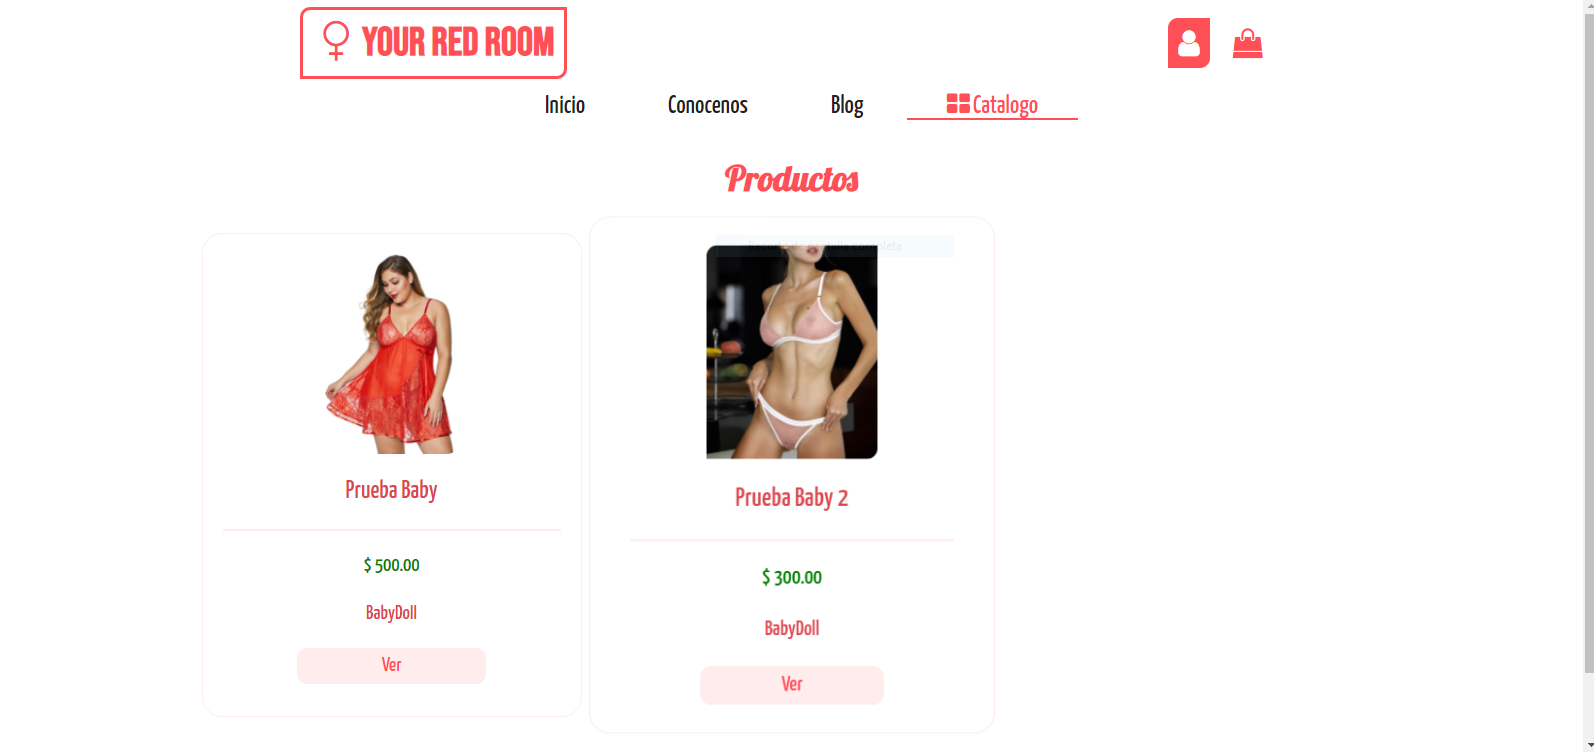 YOUR RED ROOM
Inicio Conocenos Blog Catalogo
Productos
Prueba Baby
$ 500.00
BabyDoll
Ver
Prueba Baby 2
$ 300.00
BabyDoll
Ver